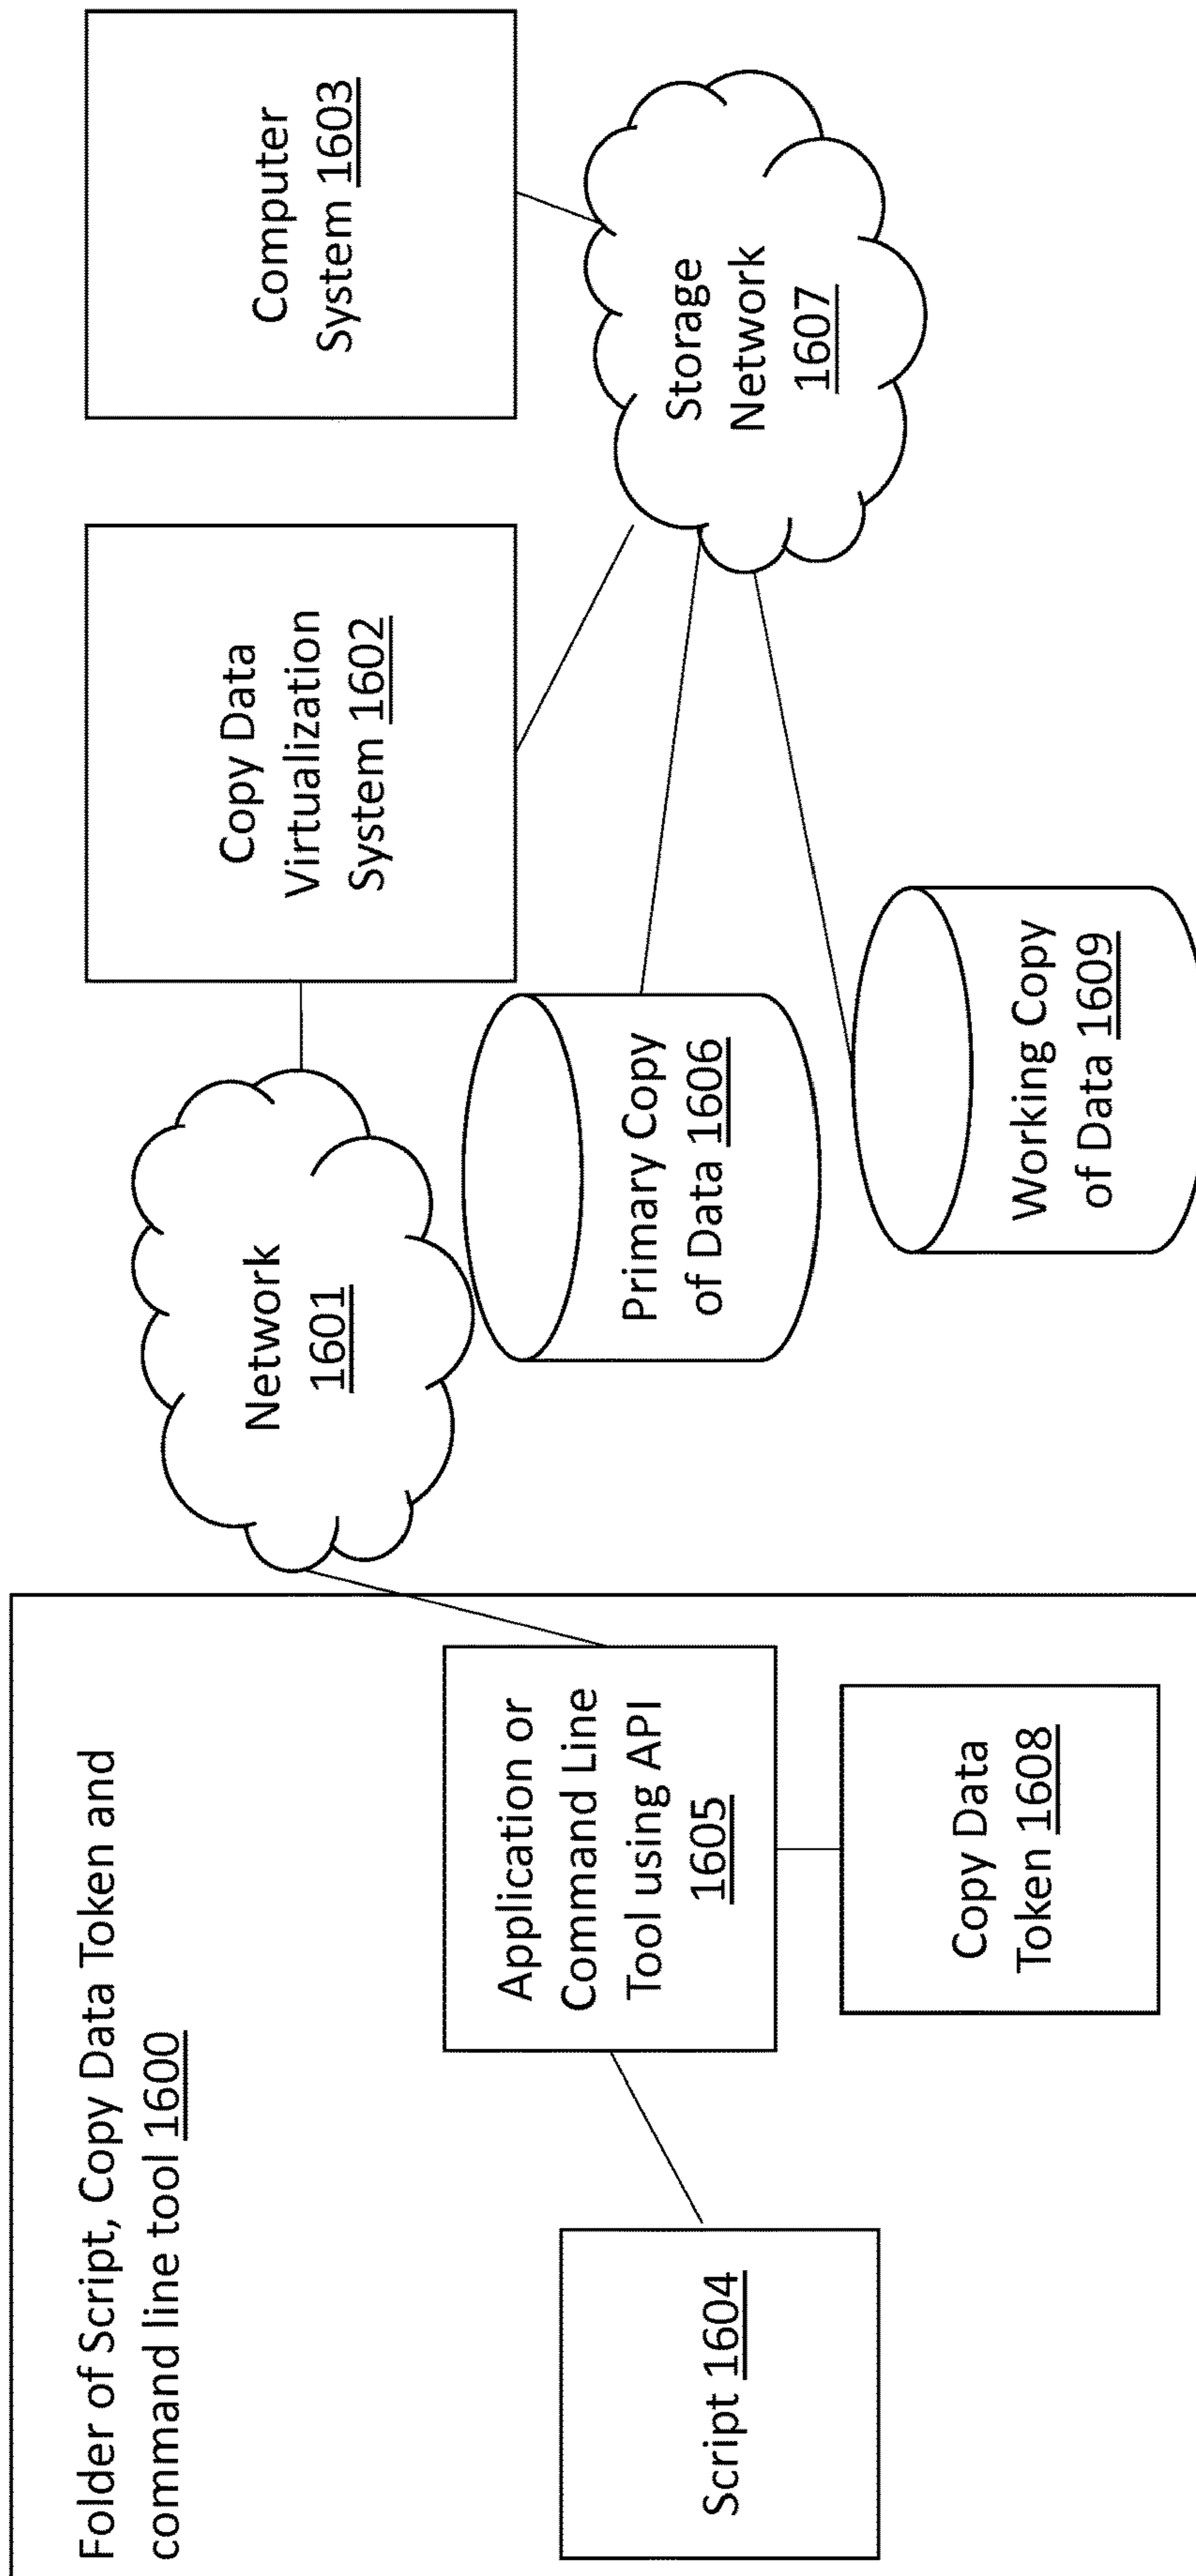 Folder of Script, Copy Data Token and
command line tool 1600
Script 1604
Application or
Command Line
Tool using API
1605
Copy Data
Token 1608
Network
1601
Primary Copy
of Data 1606
Working Copy
of Data 1609
Copy Data
Virtualization
System 1602
Computer
System 1603
Storage
Network
1607